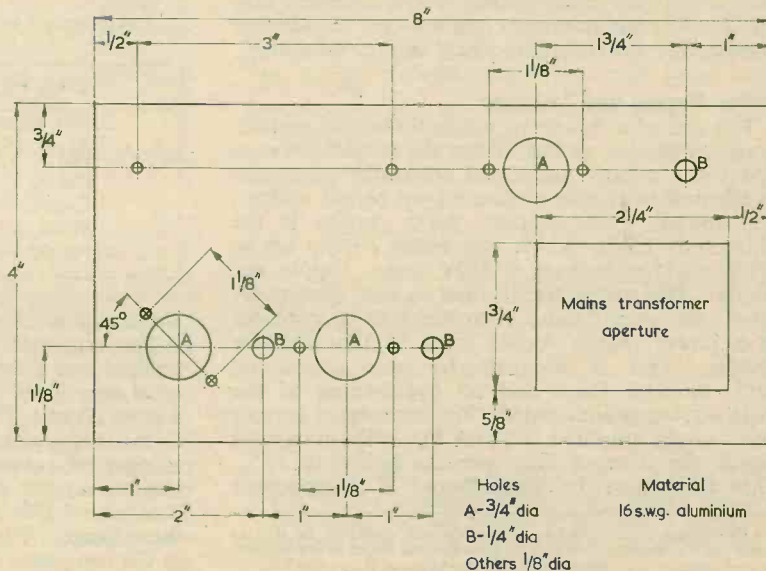 8"
1/2"
3"
1 3/4"
1"
1 1/8"
3/4"
A
B
2 1/4"
1/2"
4"
1 1/8"
1 3/4"
Mains transformer
aperture
45°
A
B
A
B
1 1/8"
5/8"
1"
1 1/8"
2"
1"
1"
Holes
A-3/4" dia
B-1/4" dia
Others 1/8" dia
Material
16 s.w.g. aluminium